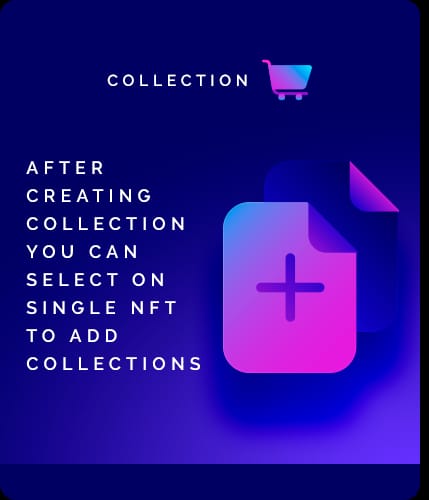 COLLECTION
AFTER
CREATING
COLLECTION
YOU CAN
SELECT ON
SINGLE NFT
TO ADD
COLLECTIONS